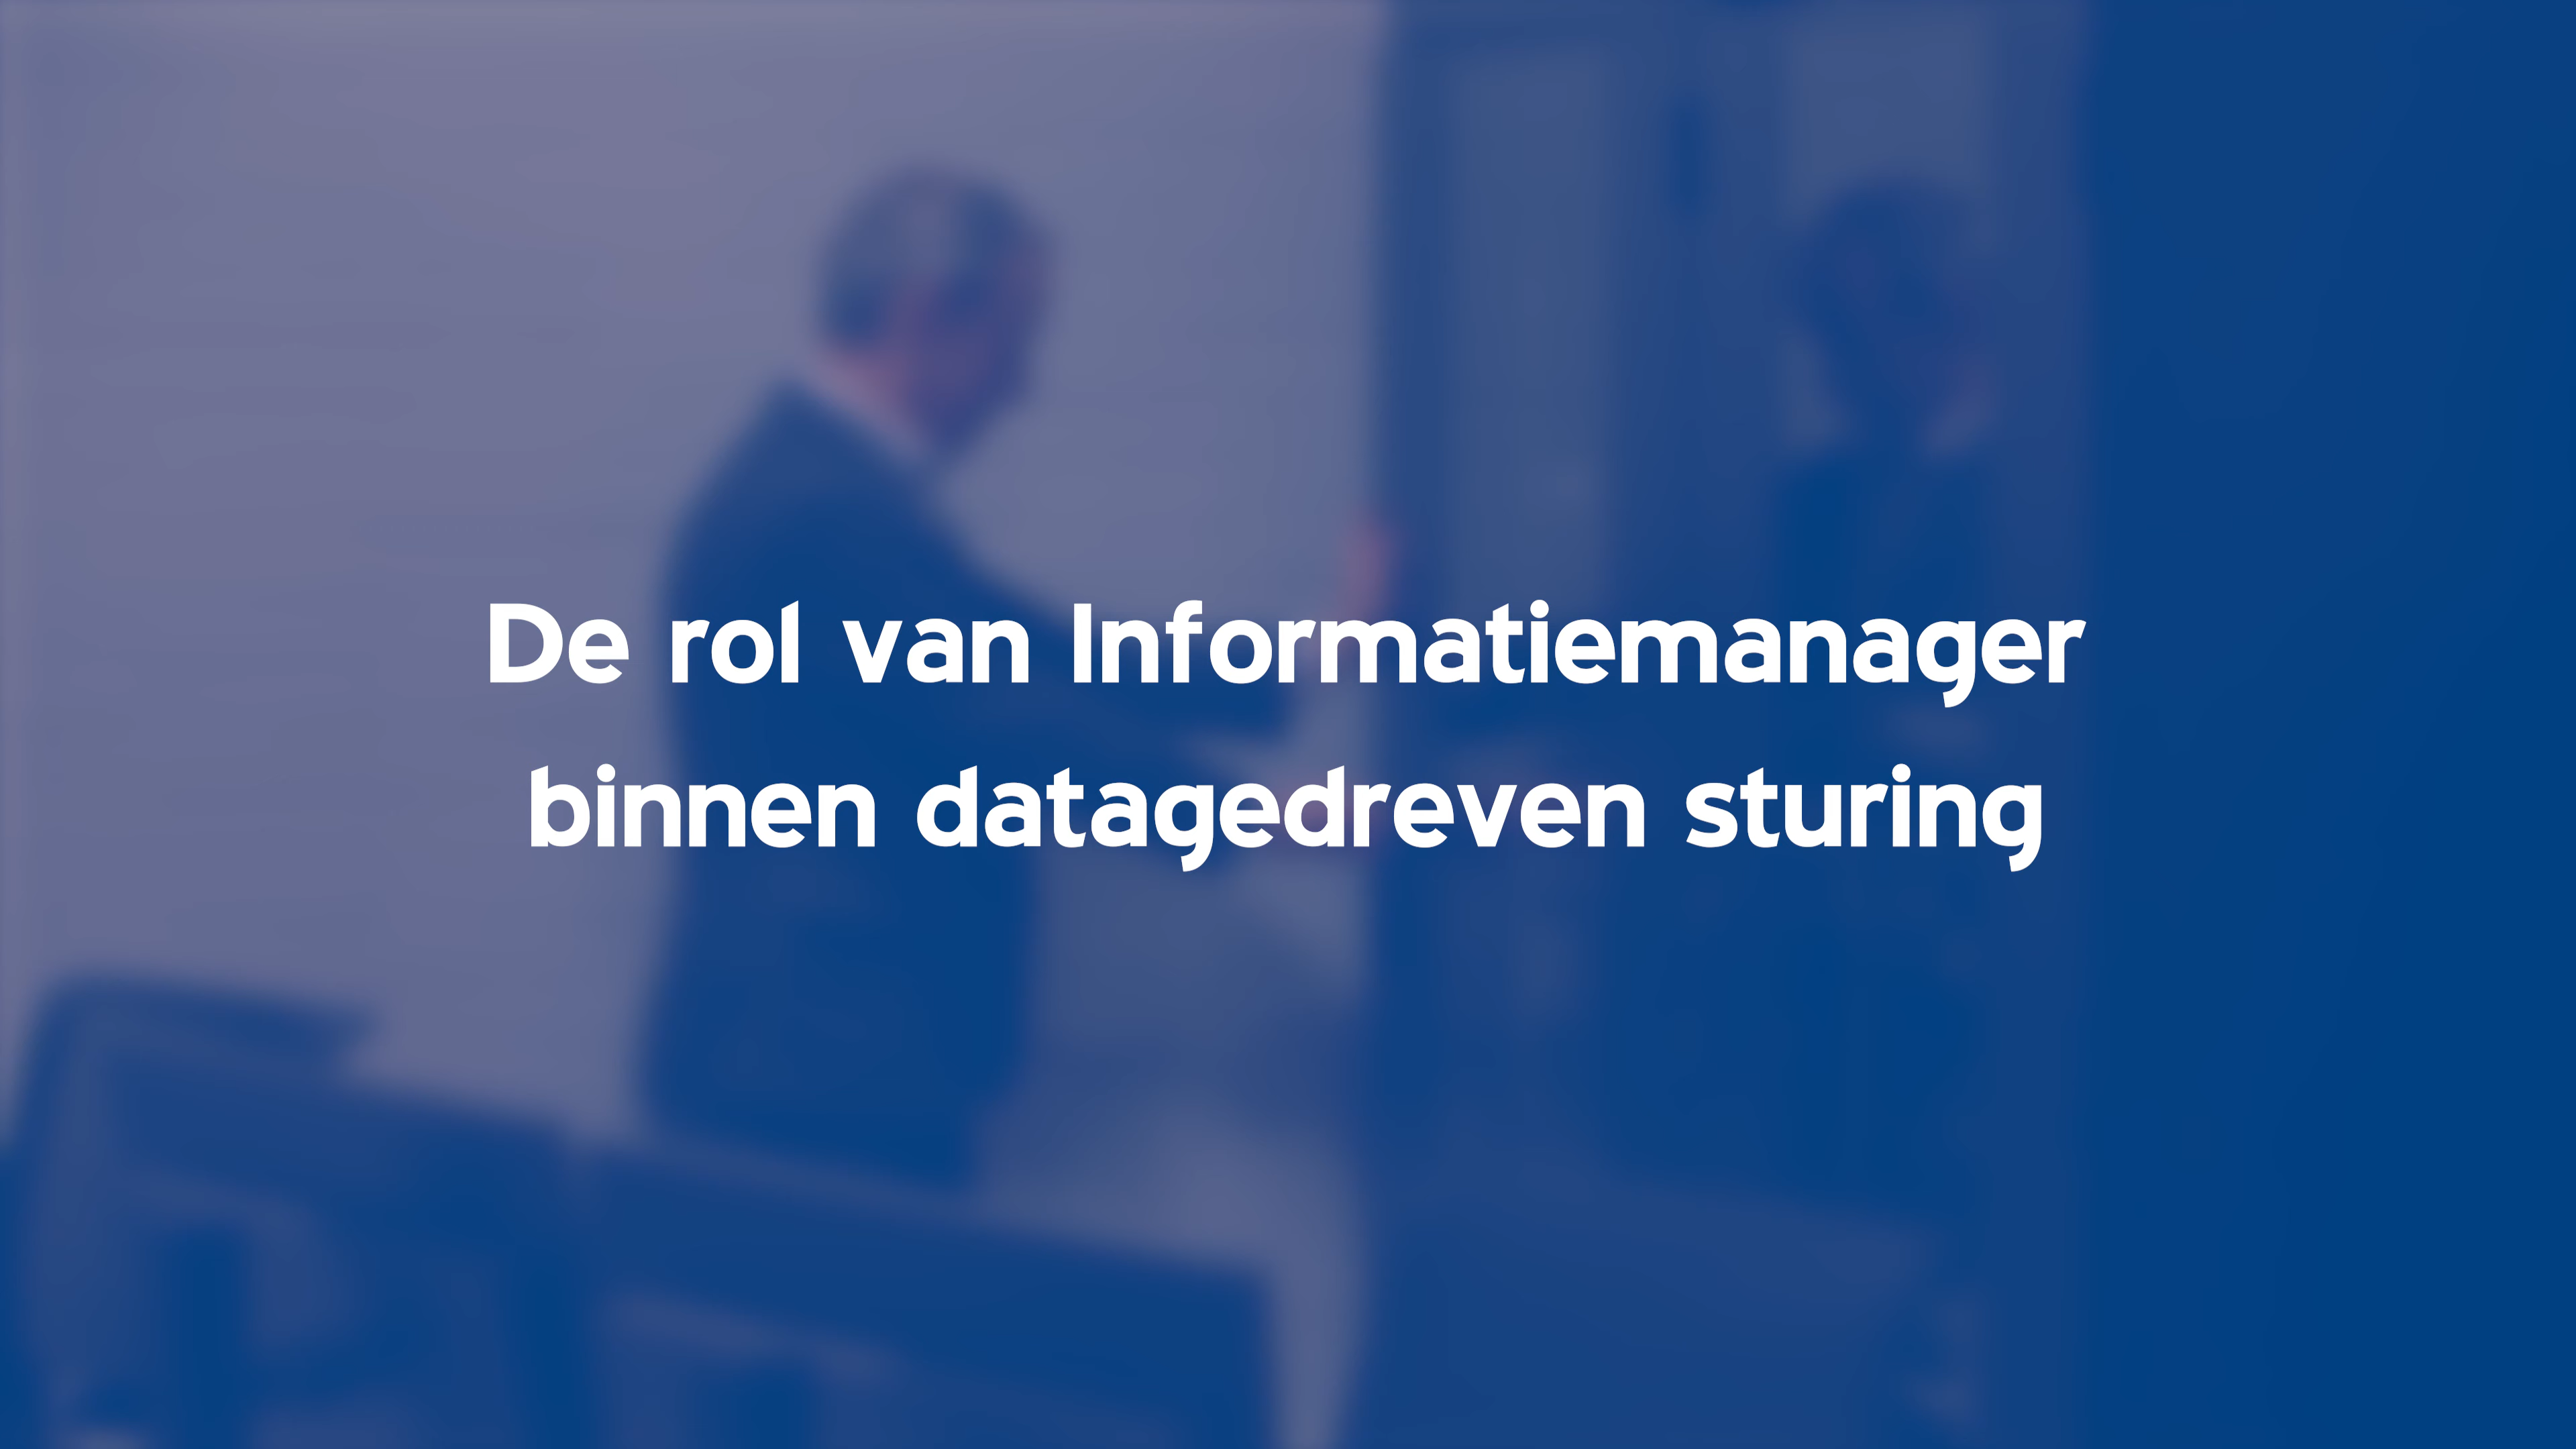 De rol van Informatiemanager
binnen datagedreven sturing